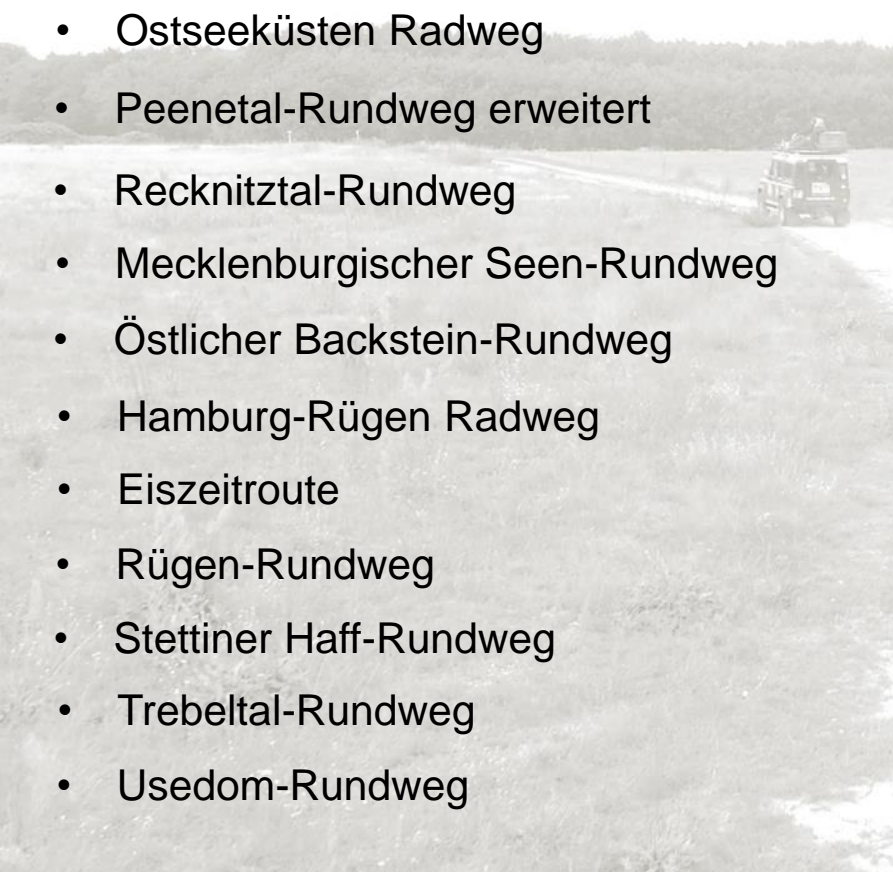 • Ostseeküsten Radweg
• Peenetal-Rundweg erweitert
• Recknitztal-Rundweg
• Mecklenburgischer Seen-Rundweg
• Östlicher Backstein-Rundweg
• Hamburg-Rügen Radweg
• Eiszeitroute
• Rügen-Rundweg
• Stettiner Haff-Rundweg
• Trebeltal-Rundweg
• Usedom-Rundweg